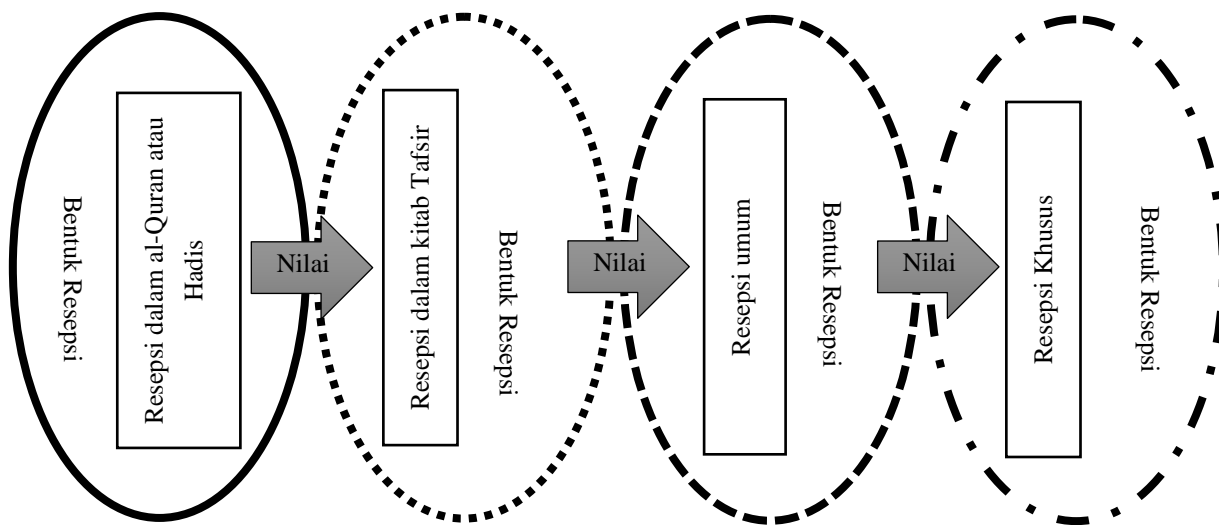 Bentuk Resepsi
Resepsi dalam al-Quran atau
Hadis
Nilai
Resepsi dalam kitab Tafsir
Bentuk Resepsi
Nilai
Resepsi umum
Bentuk Resepsi
Nilai
Resepsi Khusus
Bentuk Resepsi